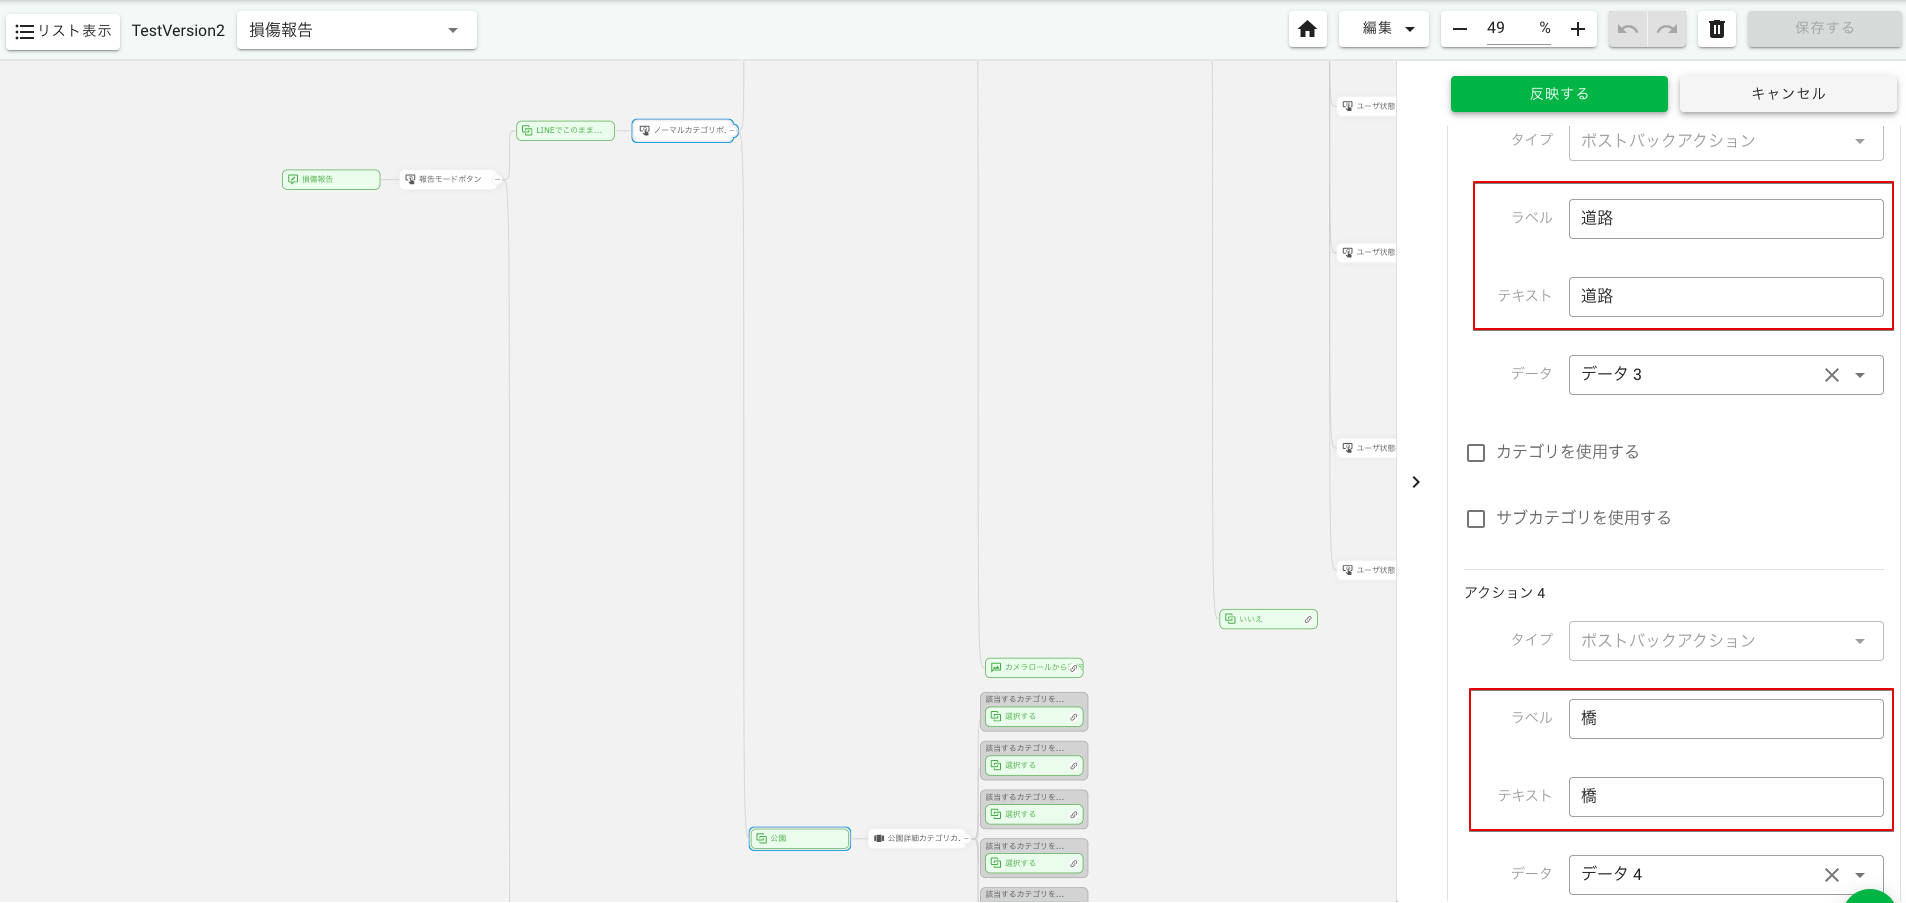 リスト表示
TestVersion2
損傷報告
編集
49 %
保存する
LINEでこのまま...
ノーマルカテゴリボ..
損傷報告
報告モードボタン
公園
公園詳細カテゴリカ..
カメラロールから
該当するカテゴリを...
選択する
該当するカテゴリを...
選択する
該当するカテゴリを...
選択する
該当するカテゴリを...
選択する
該当するカテゴリを...
いいえ
ユーザ状態
ユーザ状態
ユーザ状態
ユーザ状態
反映する
キャンセル
タイプ
ポストバックアクション
ラベル
道路
テキスト
道路
データ
データ 3
カテゴリを使用する
サブカテゴリを使用する
アクション 4
タイプ
ポストバックアクション
ラベル
橋
テキスト
橋
データ
データ 4